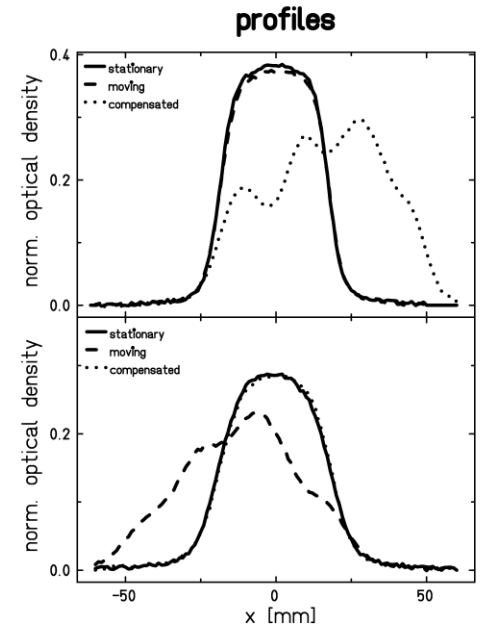 profiles
0.4
stationary
moving
compensated
0.2
0.0
norm. optical density
stationary
moving
compensated
0.2
0.0
norm. optical density
-50 0 50
x [mm]